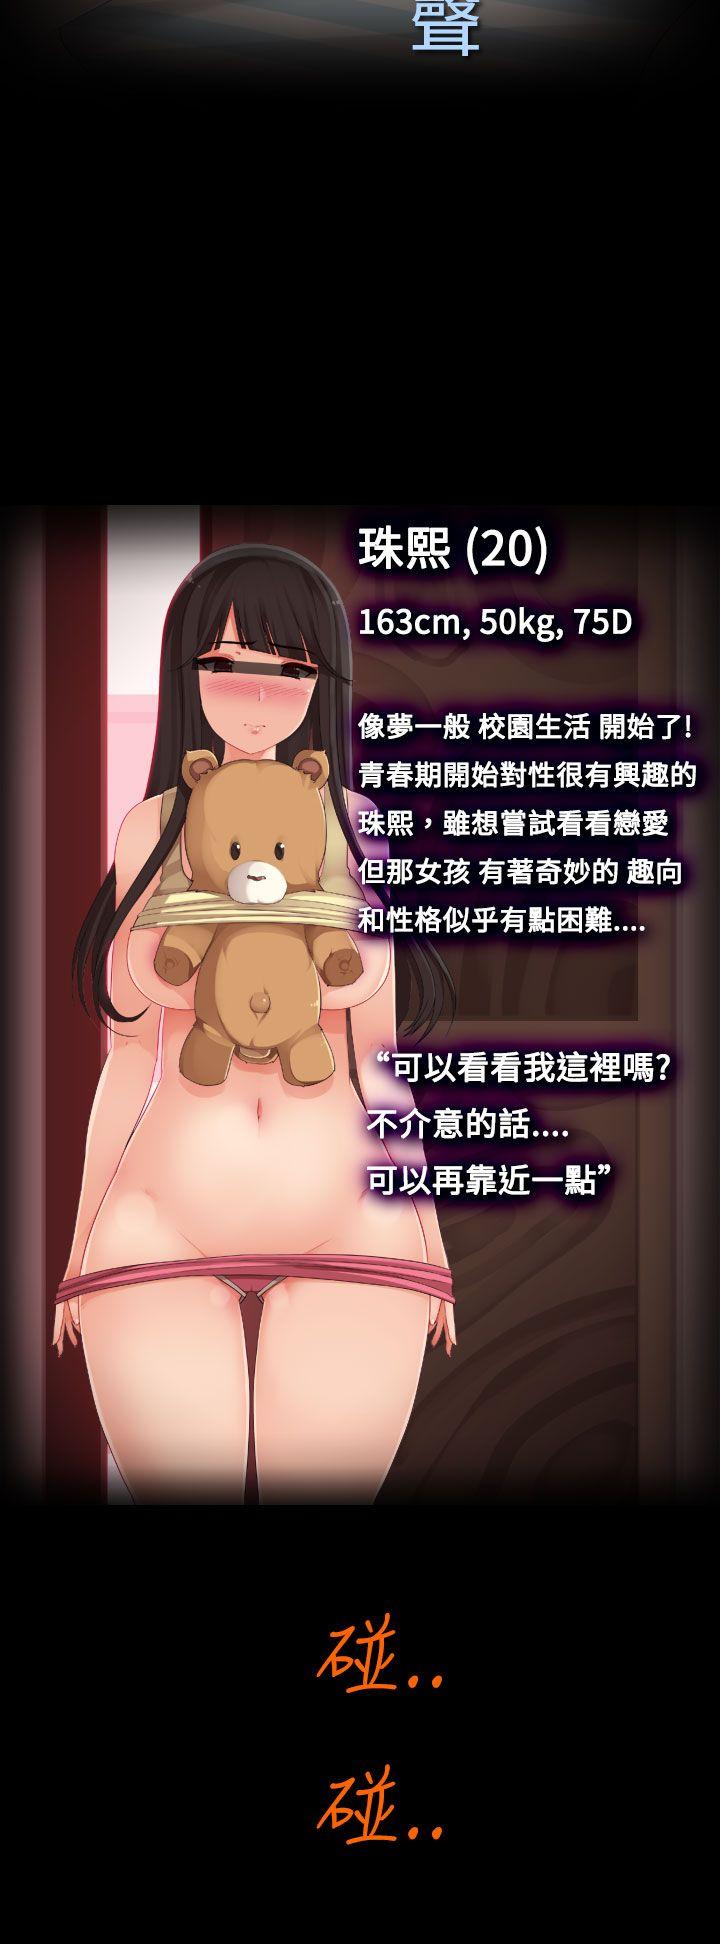 聲
珠熙 (20)
163cm, 50kg, 75D
像夢一般 校園生活 開始了!
青春期開始對性很有興趣的
珠熙，雖想嘗試看看戀愛
但那女孩 有著奇妙的 趣向
和性格似乎有點困難....
“可以看看我這裡嗎?
不介意的話....
可以再靠近一點”
碰..
碰..